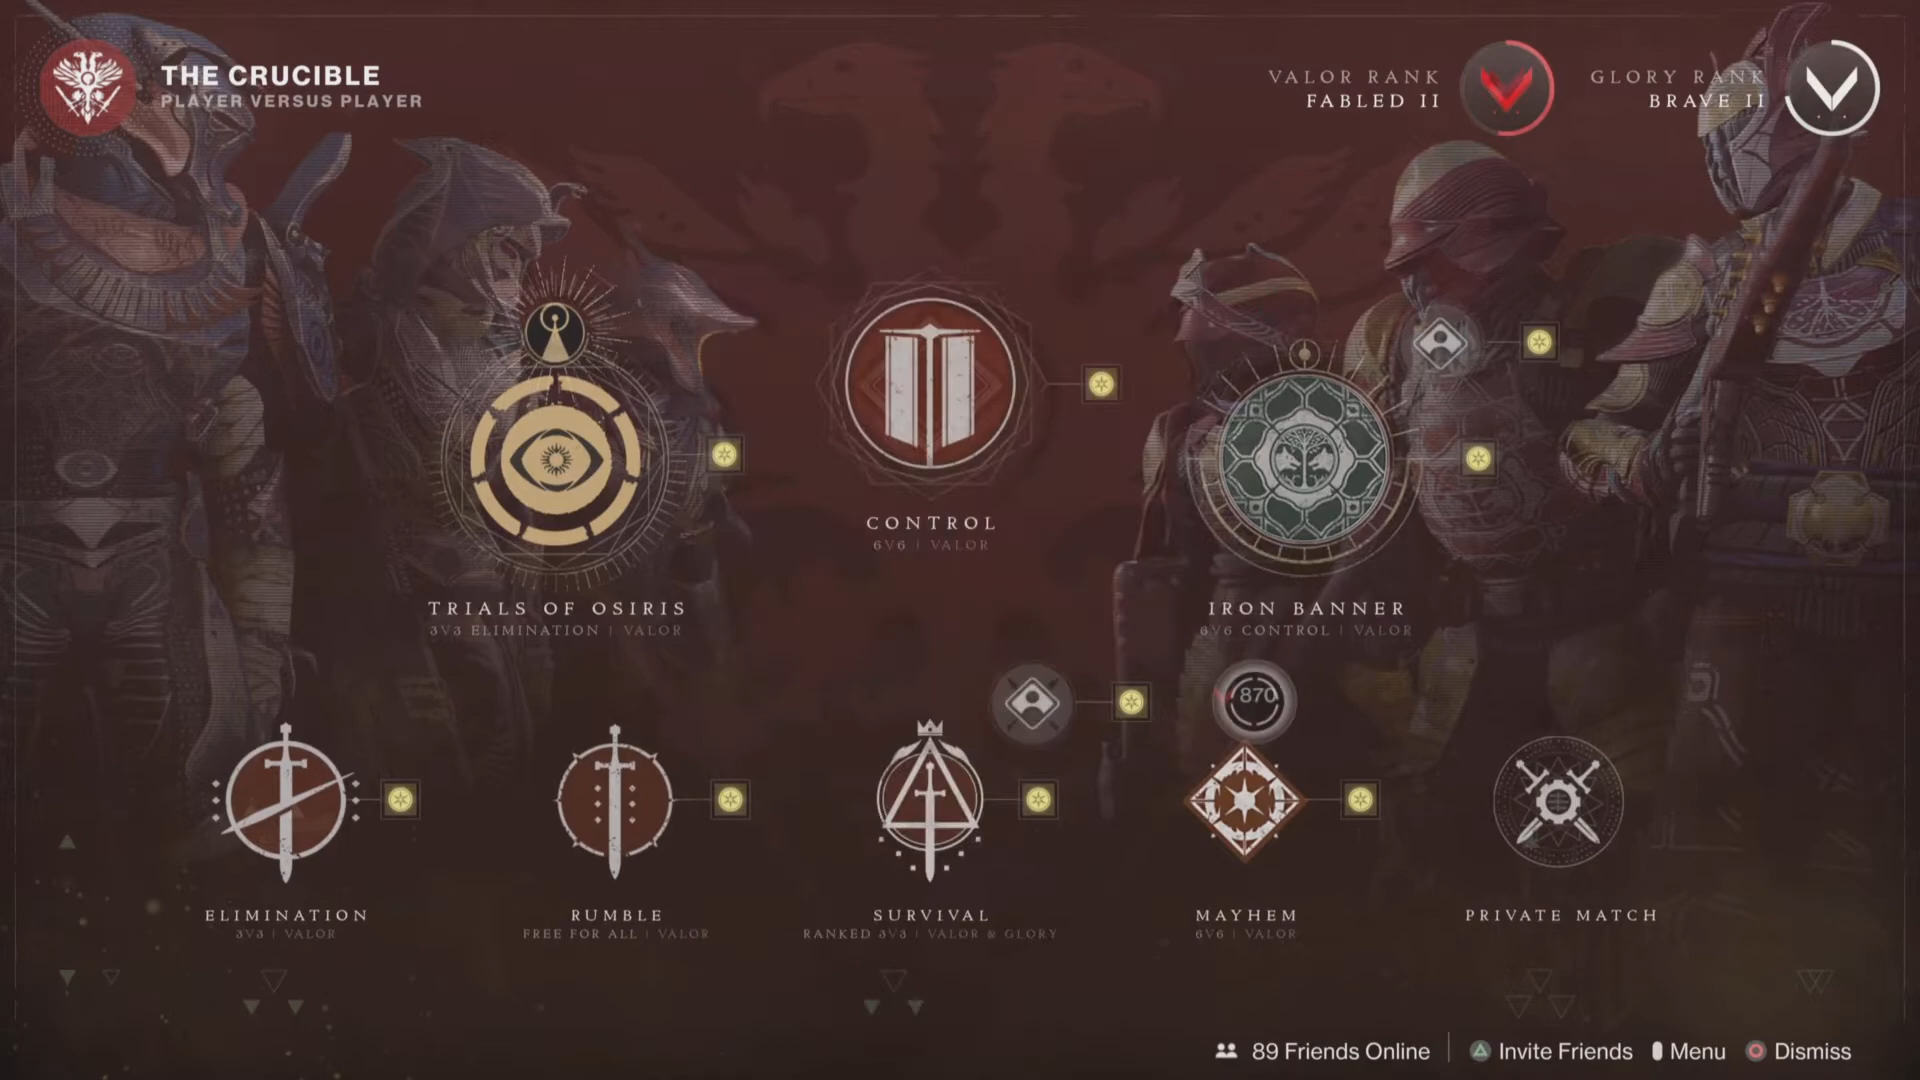 THE CRUCIBLE
PLAYER VERSUS PLAYER
VALOR RANK
FABLED II
GLORY RANK
BRAVE II
CONTROL
6V6 | VALOR
TRIALS OF OSIRIS
3V3 ELIMINATION | VALOR
IRON BANNER
6V6 CONTROL | VALOR
870
ELIMINATION
3V3 | VALOR
RUMBLE
FREE FOR ALL | VALOR
SURVIVAL
RANKED 3V3 | VALOR & GLORY
MAYHEM
6V6 | VALOR
PRIVATE MATCH
89 Friends Online
Invite Friends
Menu
Dismiss